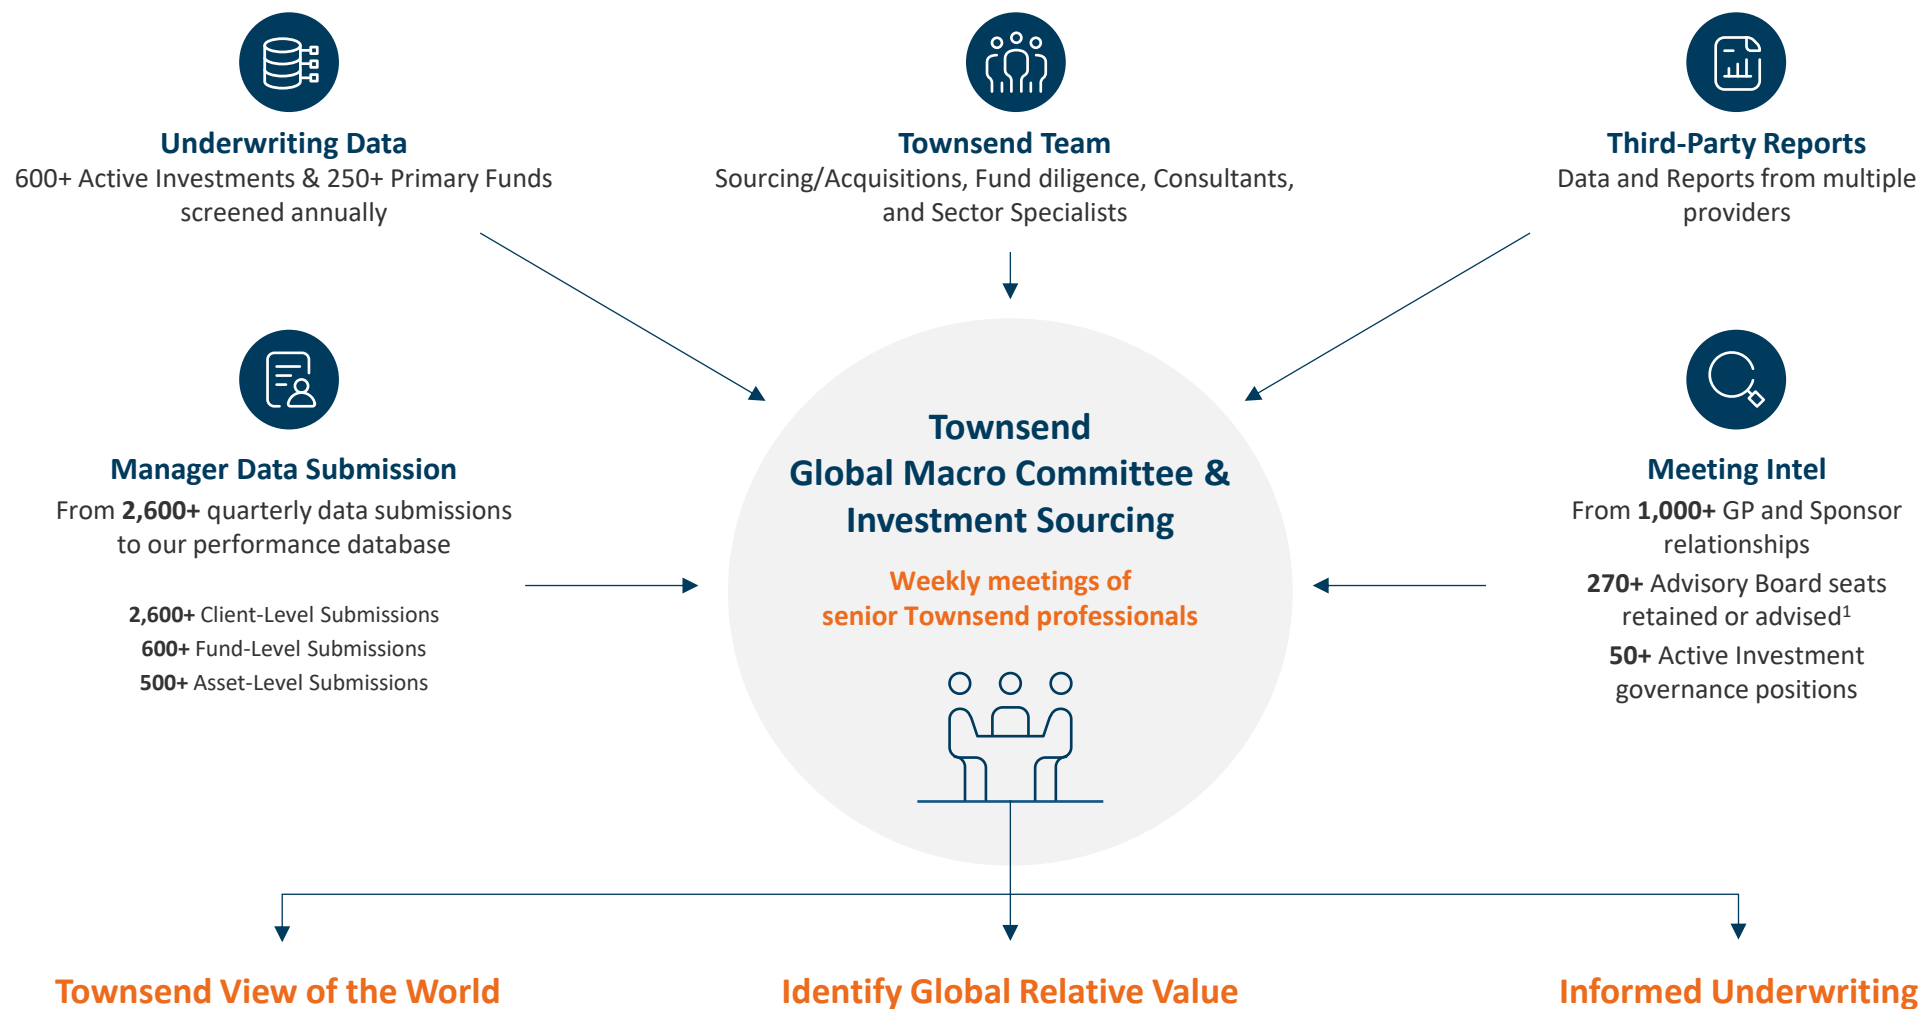 Underwriting Data
600+ Active Investments & 250+ Primary Funds
screened annually
Townsend Team
Sourcing/Acquisitions, Fund diligence, Consultants,
and Sector Specialists
Third-Party Reports
Data and Reports from multiple
providers
Manager Data Submission
From 2,600+ quarterly data submissions
to our performance database
2,600+ Client-Level Submissions
600+ Fund-Level Submissions
500+ Asset-Level Submissions
Townsend
Global Macro Committee &
Investment Sourcing
Weekly meetings of
senior Townsend professionals
Meeting Intel
From 1,000+ GP and Sponsor
relationships
270+ Advisory Board seats
retained or advised¹
50+ Active Investment
governance positions
Townsend View of the World
Identify Global Relative Value
Informed Underwriting